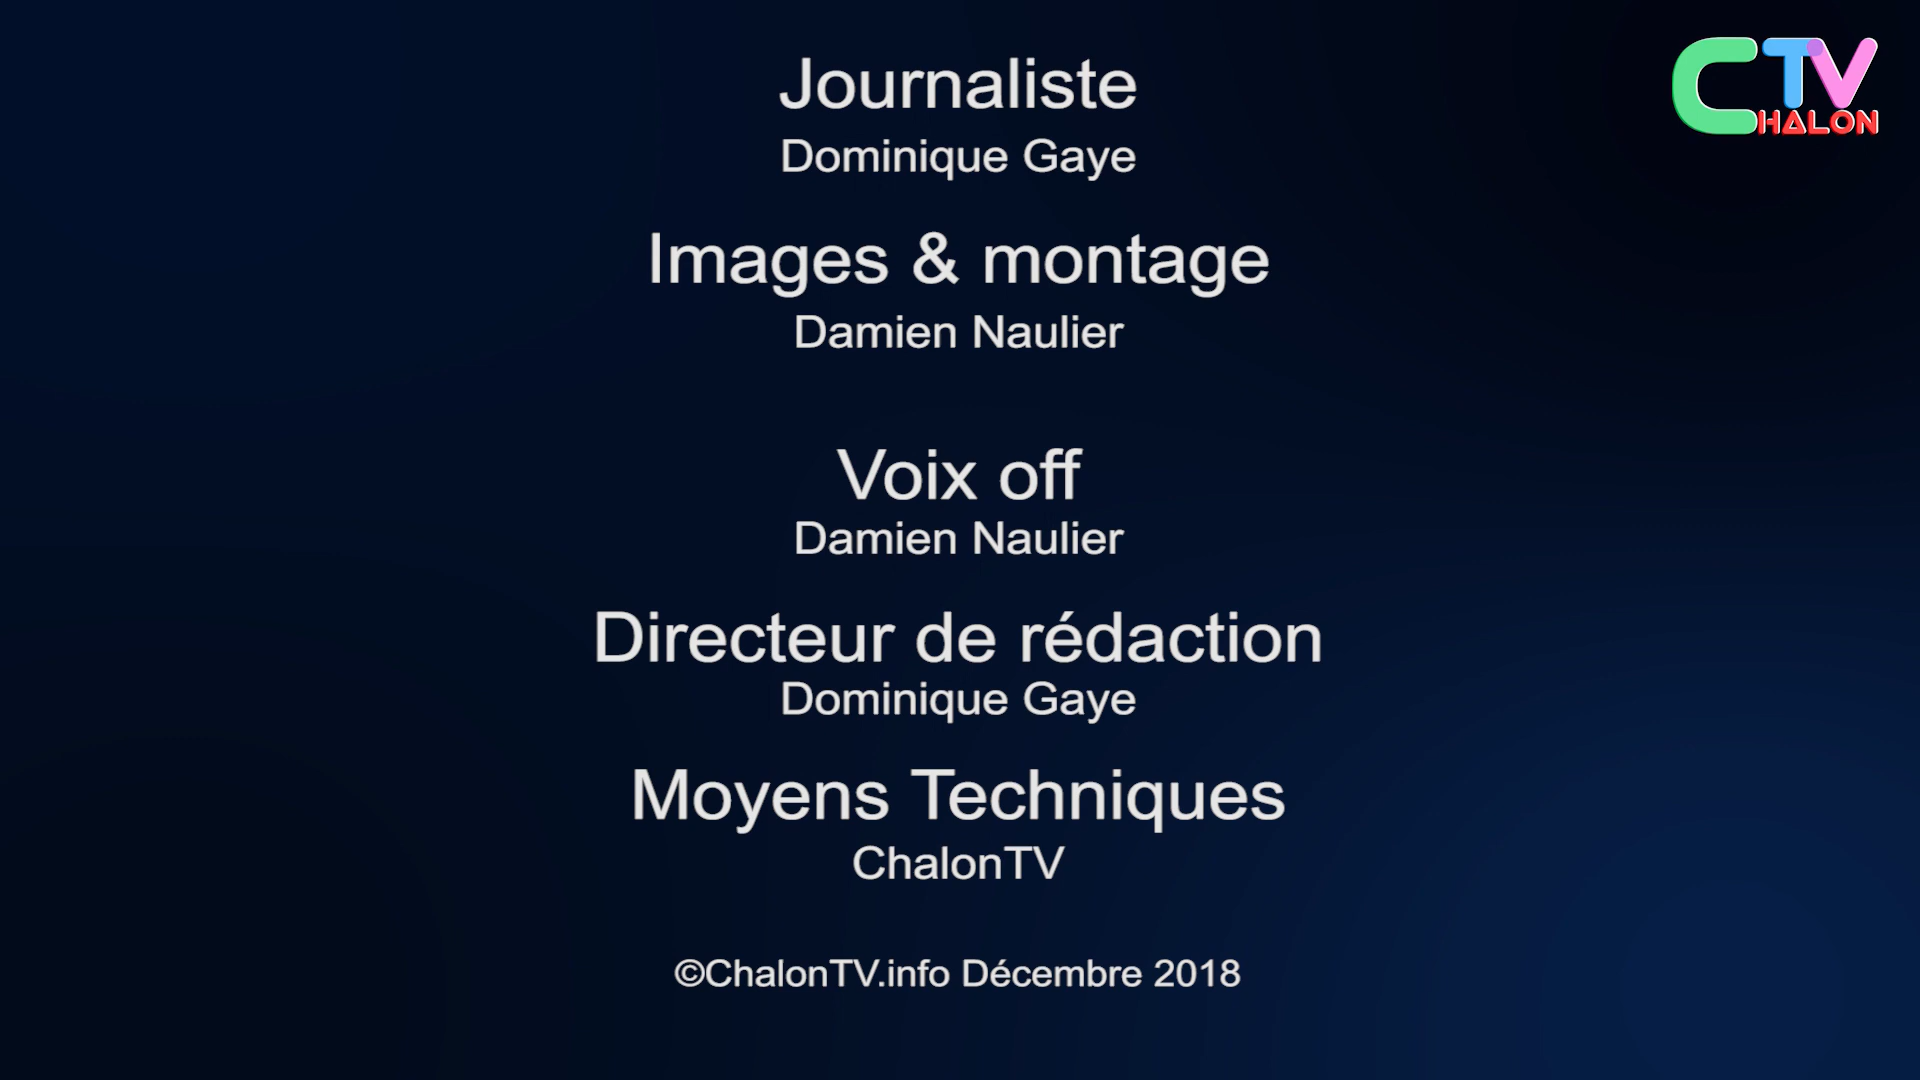 CTV
CHALON
Journaliste
Dominique Gaye
Images & montage
Damien Naulier
Voix off
Damien Naulier
Directeur de rédaction
Dominique Gaye
Moyens Techniques
ChalonTV
©ChalonTV.info Décembre 2018